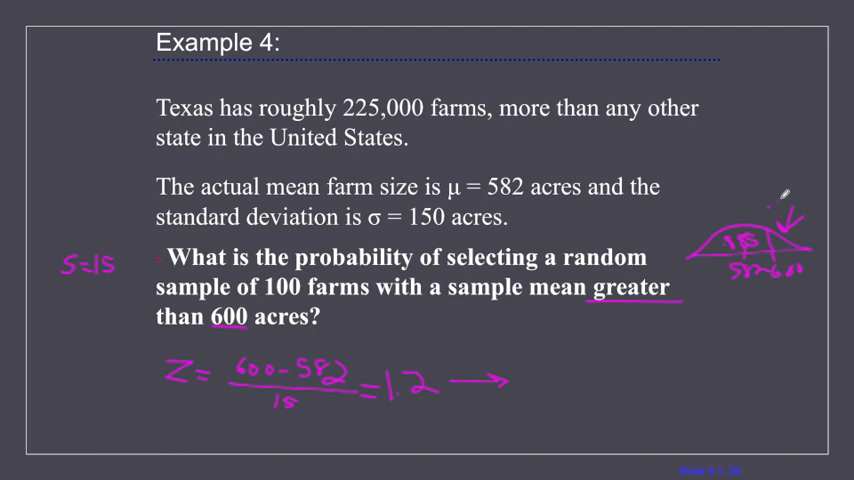 Example 4:
Texas has roughly 225,000 farms, more than any other
state in the United States.
The actual mean farm size is μ = 582 acres and the
standard deviation is σ = 150 acres.
What is the probability of selecting a random
sample of 100 farms with a sample mean greater
than 600 acres?
S=15
582 600
Z = 600-582
15
=1.2 →